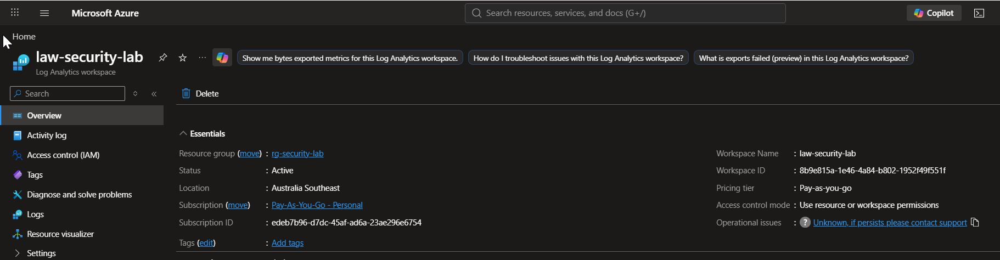 Microsoft Azure
Search resources, services, and docs (G+/)
Copilot
Home
law-security-lab
Show me bytes exported metrics for this Log Analytics workspace.
How do I troubleshoot issues with this Log Analytics workspace?
What is exports failed (preview) in this Log Analytics workspace?
Log Analytics workspace
Search
Delete
Overview
Activity log
Access control (IAM)
Tags
Diagnose and solve problems
Logs
Resource visualizer
Settings
Essentials
Resource group (move) : rg-security-lab
Status : Active
Location : Australia Southeast
Subscription (move) : Pay-As-You-Go - Personal
Subscription ID : edeb7b96-d7dc-45af-ad6a-23ae296e6754
Tags (edit) : Add tags
Workspace Name : law-security-lab
Workspace ID : 8b9e815a-1e46-4a84-b802-1952f49f551f
Pricing tier : Pay-as-you-go
Access control mode : Use resource or workspace permissions
Operational issues : Unknown, if persists please contact support